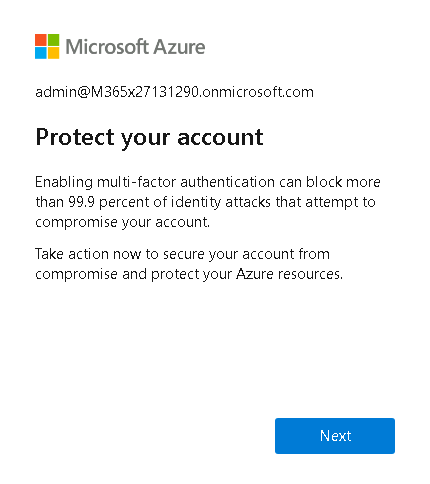 Microsoft Azure
admin@M365x27131290.onmicrosoft.com
Protect your account
Enabling multi-factor authentication can block more
than 99.9 percent of identity attacks that attempt to
compromise your account.
Take action now to secure your account from
compromise and protect your Azure resources.
Next